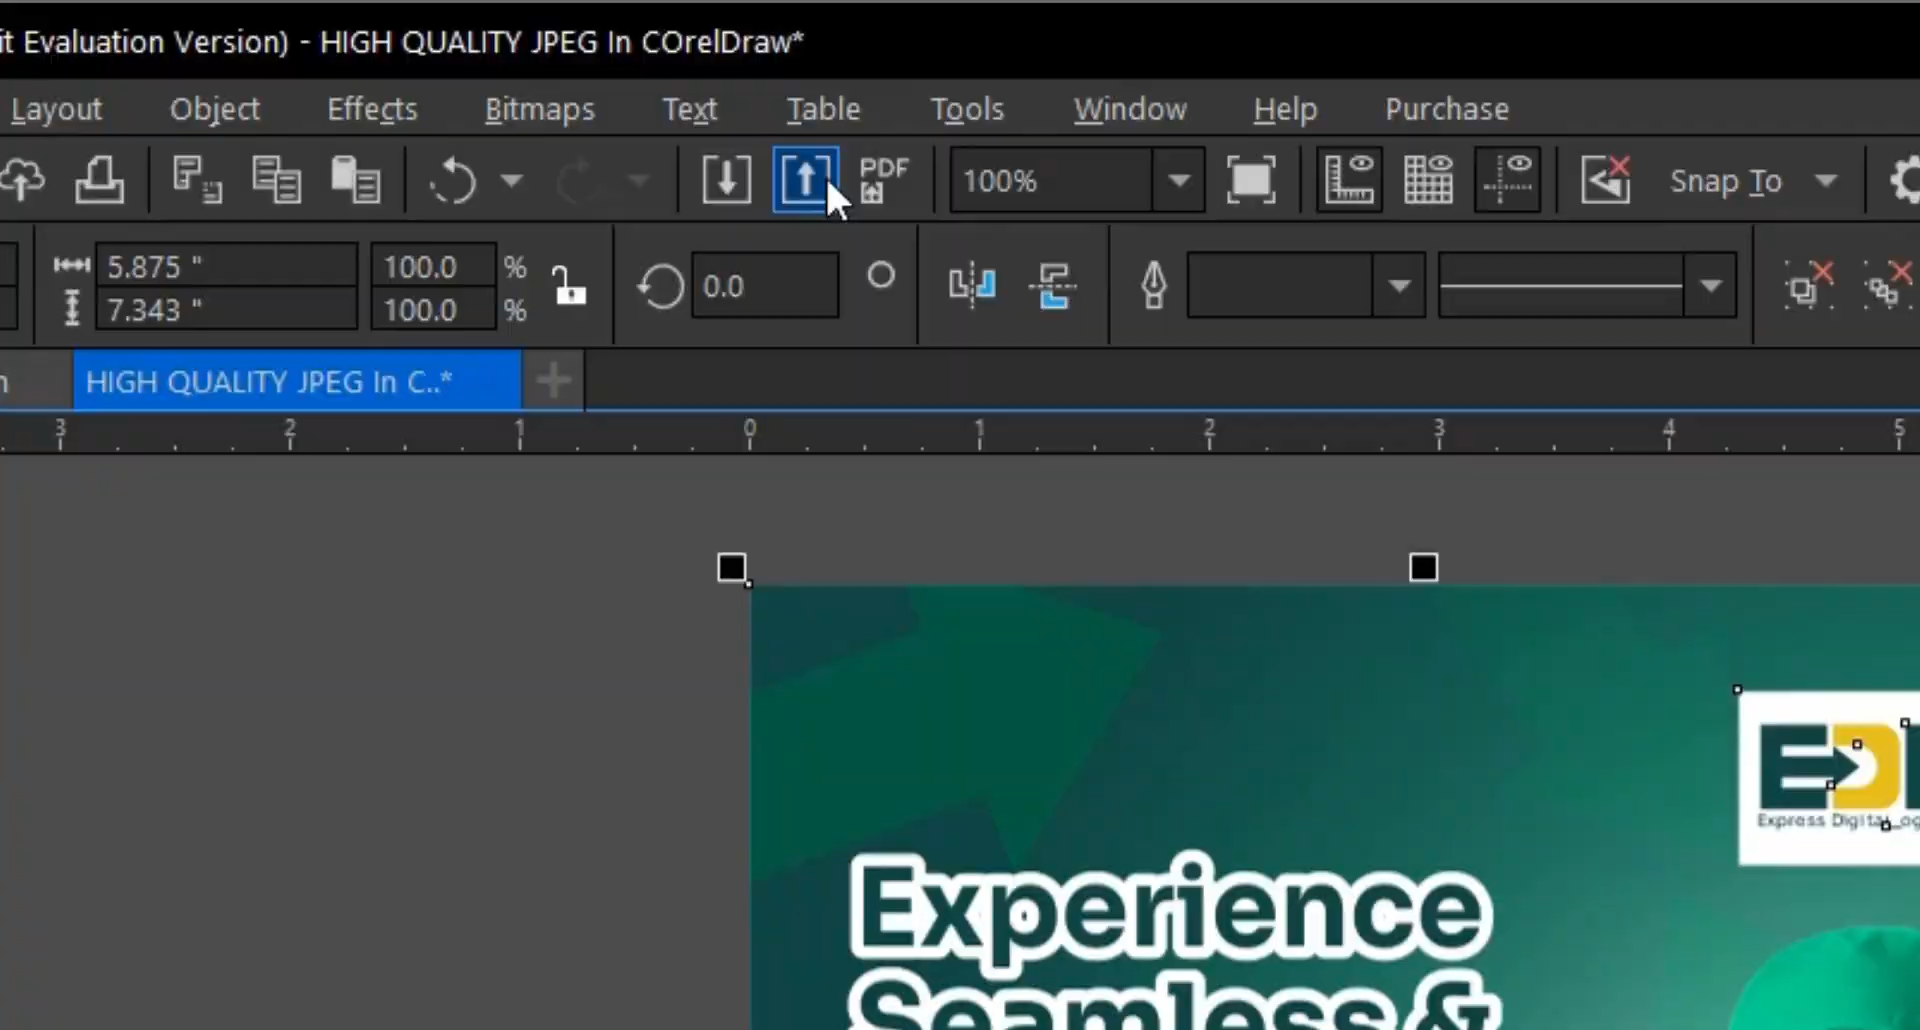 it Evaluation Version) - HIGH QUALITY JPEG In COrelDraw*
Layout Object Effects Bitmaps Text Table Tools Window Help Purchase
PDF 100% Snap To
5.875 " 100.0 %
7.343 " 100.0 %
0.0
HIGH QUALITY JPEG In C..*
3 2 1 0 1 2 3 4 5
ED
Express Digital
Experience
Seamless &